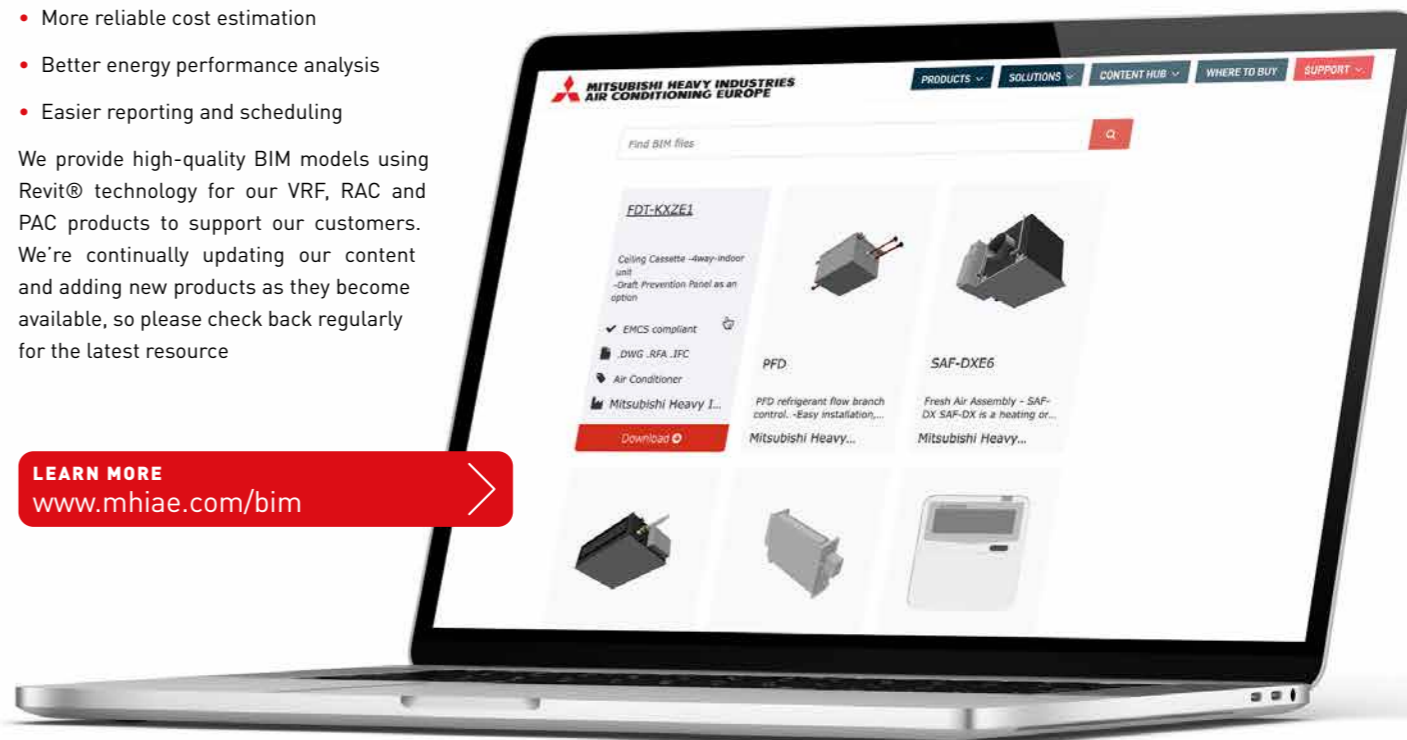 • More reliable cost estimation
• Better energy performance analysis
• Easier reporting and scheduling
We provide high-quality BIM models using
Revit® technology for our VRF, RAC and
PAC products to support our customers.
We're continually updating our content
and adding new products as they become
available, so please check back regularly
for the latest resource
LEARN MORE
www.mhiae.com/bim
MITSUBISHI HEAVY INDUSTRIES
AIR CONDITIONING EUROPE
PRODUCTS
SOLUTIONS
CONTENT HUB
WHERE TO BUY
SUPPORT
Find BIM files
FDT-KXZE1
Ceiling Cassette -4way-indoor
unit
-Draft Prevention Panel as an
option
EMCS compliant
.DWG .RFA .IFC
Air Conditioner
Mitsubishi Heavy I...
Download
PFD
PFD refrigerant flow branch
control. -Easy installation,...
Mitsubishi Heavy...
SAF-DXE6
Fresh Air Assembly - SAF-
DX SAF-DX is a heating or...
Mitsubishi Heavy...